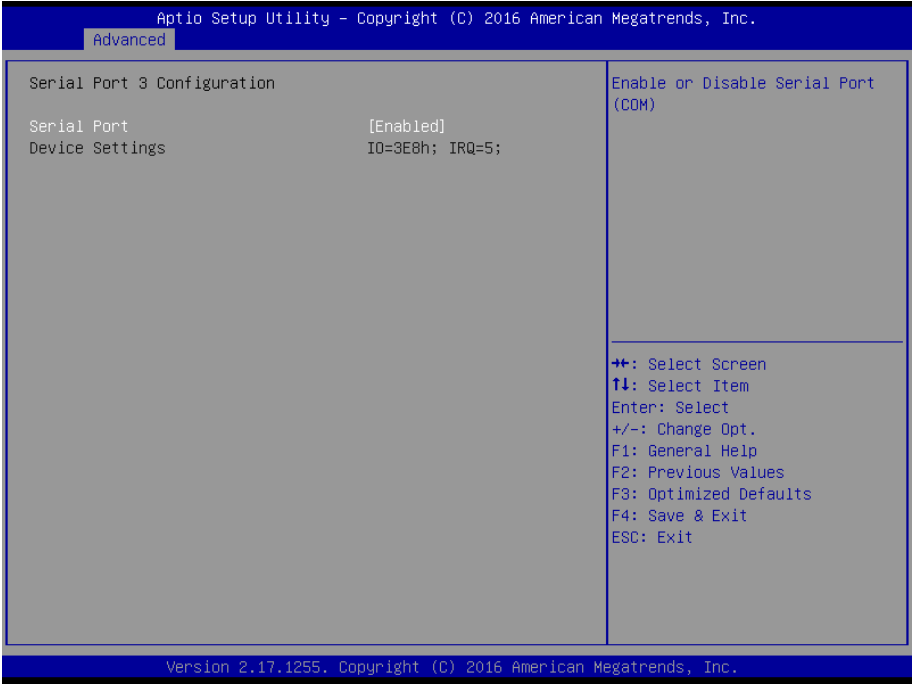 Aptio Setup Utility – Copyright (C) 2016 American Megatrends, Inc.
Advanced
Serial Port 3 Configuration
Serial Port [Enabled]
Device Settings IO=3E8h; IRQ=5;
Enable or Disable Serial Port
(COM)
→←: Select Screen
↑↓: Select Item
Enter: Select
+/-: Change Opt.
F1: General Help
F2: Previous Values
F3: Optimized Defaults
F4: Save & Exit
ESC: Exit
Version 2.17.1255. Copyright (C) 2016 American Megatrends, Inc.